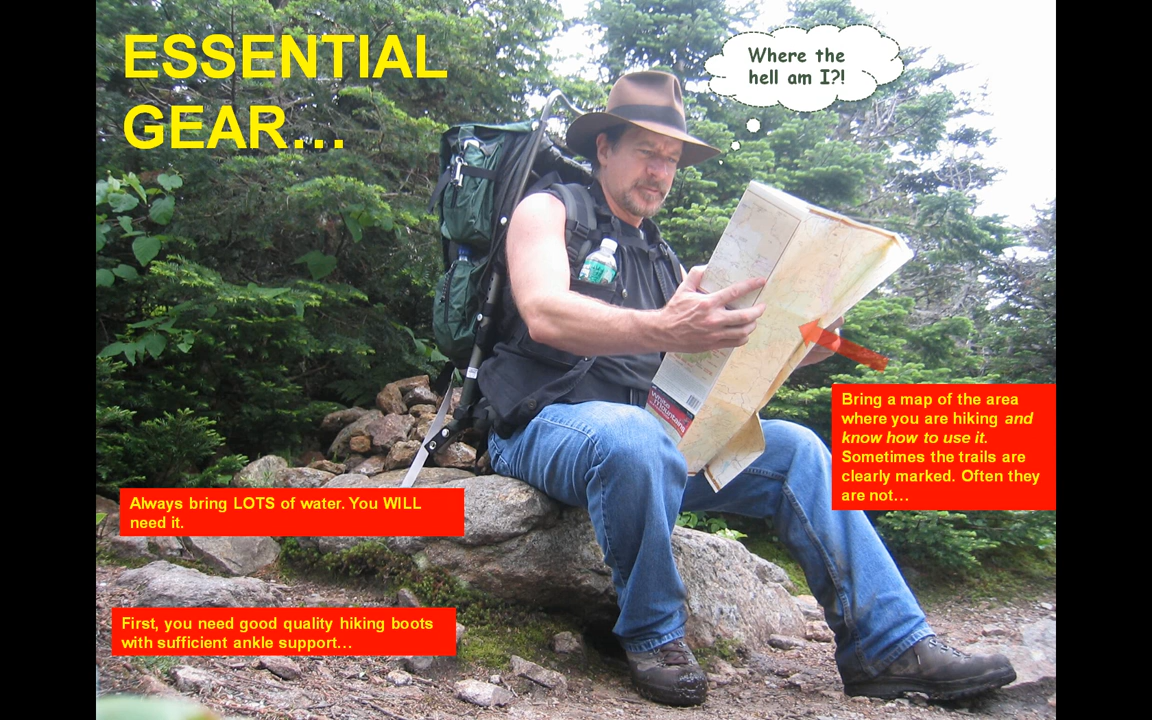 ESSENTIAL
GEAR…
Where the
hell am I?!
Bring a map of the area
where you are hiking and
know how to use it.
Sometimes the trails are
clearly marked. Often they
are not…
White
Mountains
Always bring LOTS of water. You WILL
need it.
First, you need good quality hiking boots
with sufficient ankle support…